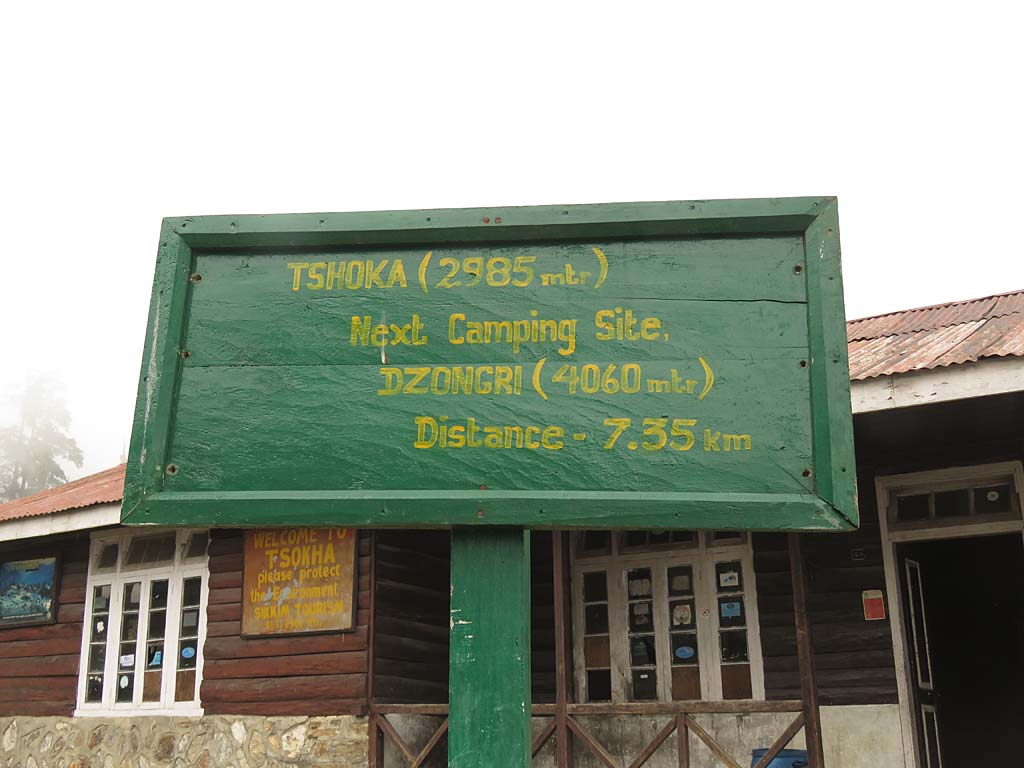 TSHOKA (2985 mtr)
Next Camping Site,
DZONGRI (4060 mtr)
Distance - 7.35 km
WELCOME TO
TSOKHA
please protect
the Environment
SIKKIM TOURISM